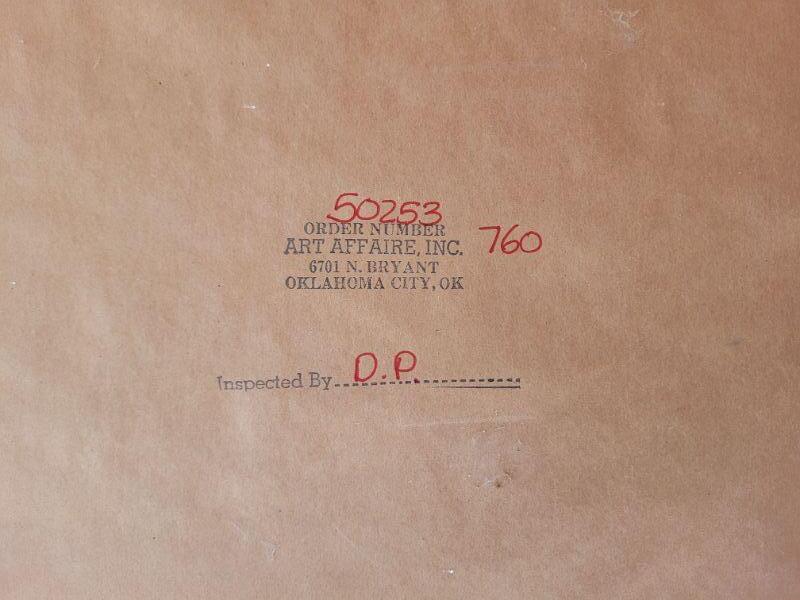 50253
ORDER NUMBER
ART AFFAIRE, INC. 760
6701 N. BRYANT
OKLAHOMA CITY, OK
Inspected By D.P.